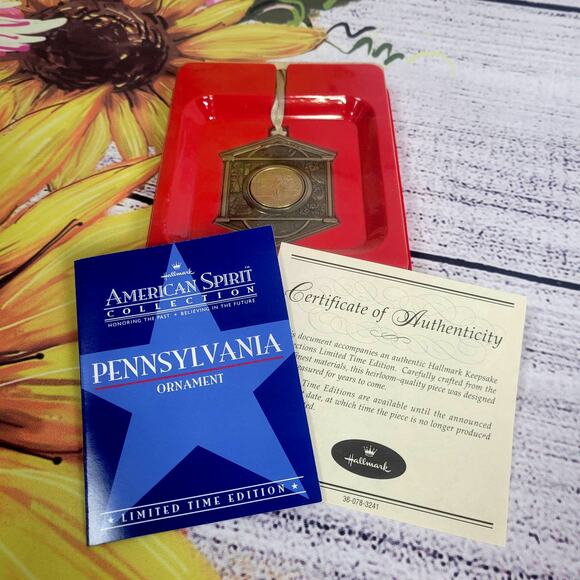 Hallmark
AMERICAN SPIRIT
COLLECTION
HONORING THE PAST • BELIEVING IN THE FUTURE
PENNSYLVANIA
ORNAMENT
★ LIMITED TIME EDITION ★
Certificate of Authenticity
s document accompanies an authentic Hallmark Keepsake
ections Limited Time Edition. Carefully crafted from the
finest materials, this heirloom-quality piece was designed
easured for years to come.
Time Editions are available until the announced
date, at which time the piece is no longer produced
Hallmark
36-078-3241